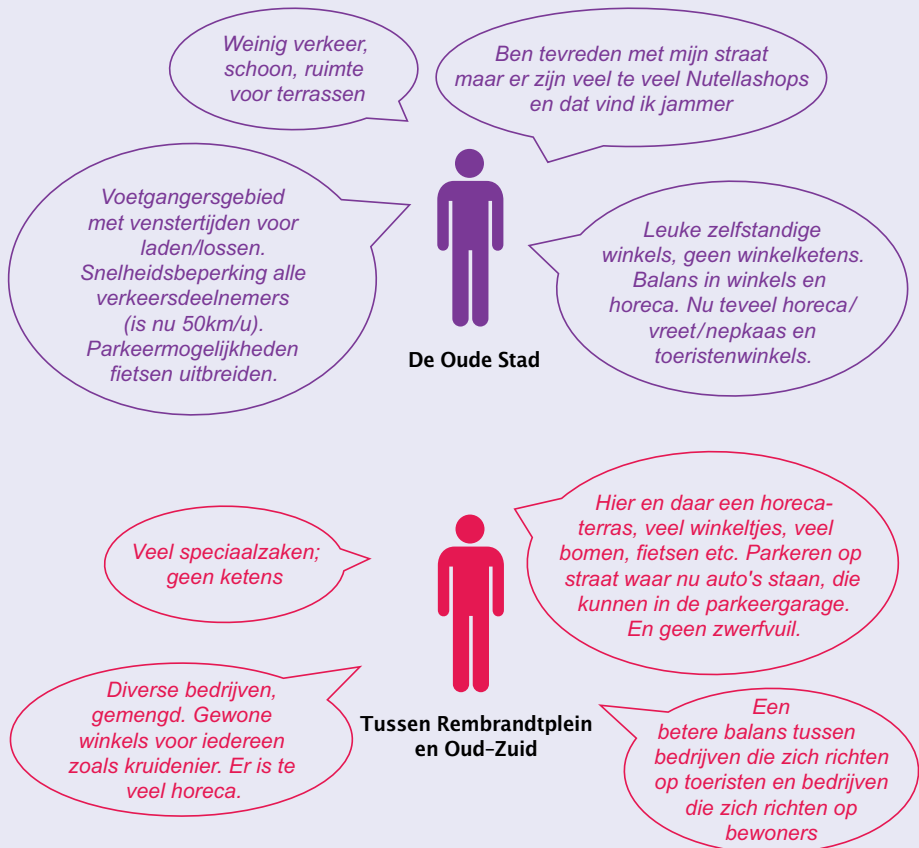 Weinig verkeer,
schoon, ruimte
voor terrassen
Ben tevreden met mijn straat
maar er zijn veel te veel Nutellashops
en dat vind ik jammer
Voetgangersgebied
met venstertijden voor
laden/lossen.
Snelheidsbeperking alle
verkeersdeelnemers
(is nu 50km/u).
Parkeermogelijkheden
fietsen uitbreiden.
Leuke zelfstandige
winkels, geen winkelketens.
Balans in winkels en
horeca. Nu teveel horeca/
vreet/nepkaas en
toeristenwinkels.
De Oude Stad
Veel speciaalzaken;
geen ketens
Hier en daar een horeca-
terras, veel winkeltjes, veel
bomen, fietsen etc. Parkeren op
straat waar nu auto's staan, die
kunnen in de parkeergarage.
En geen zwerfvuil.
Diverse bedrijven,
gemengd. Gewone
winkels voor iedereen
zoals kruidenier. Er is te
veel horeca.
Tussen Rembrandtplein
en Oud-Zuid
Een
betere balans tussen
bedrijven die zich richten
op toeristen en bedrijven
die zich richten op
bewoners